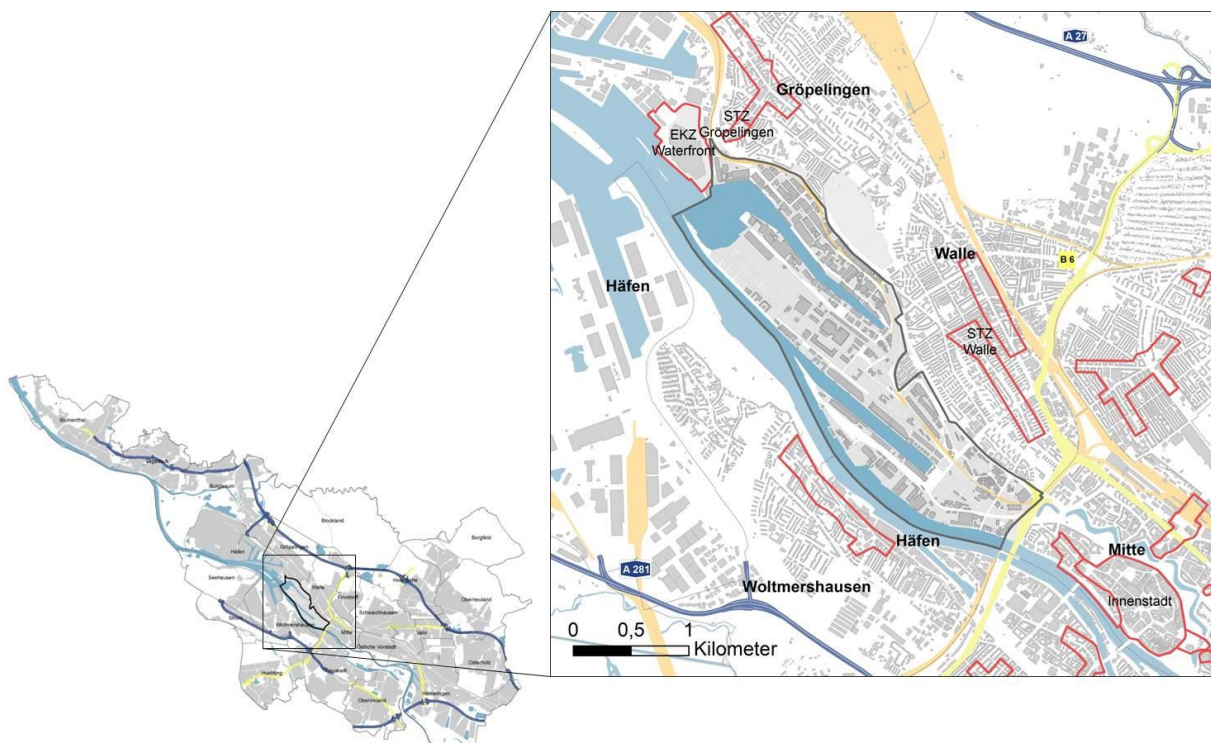 A 27
Gröpelingen
STZ
Gröpelingen
EKZ
Waterfront
Walle
B 6
Häfen
STZ
Walle
Häfen
Mitte
A 281
Woltmershausen
Innenstadt
0 0,5 1
Kilometer
Blumenthal
Vegesack
Burglesum
Blockland
Borgfeld
Häfen
Gröpelingen
Seehausen
Walle
Findorff
Oberneuland
Schwachhausen
Woltmershausen
Mitte
Vahr
Östliche Vorstadt
Osterholz
Huchting
Neustadt
Hemelingen
Obervieland